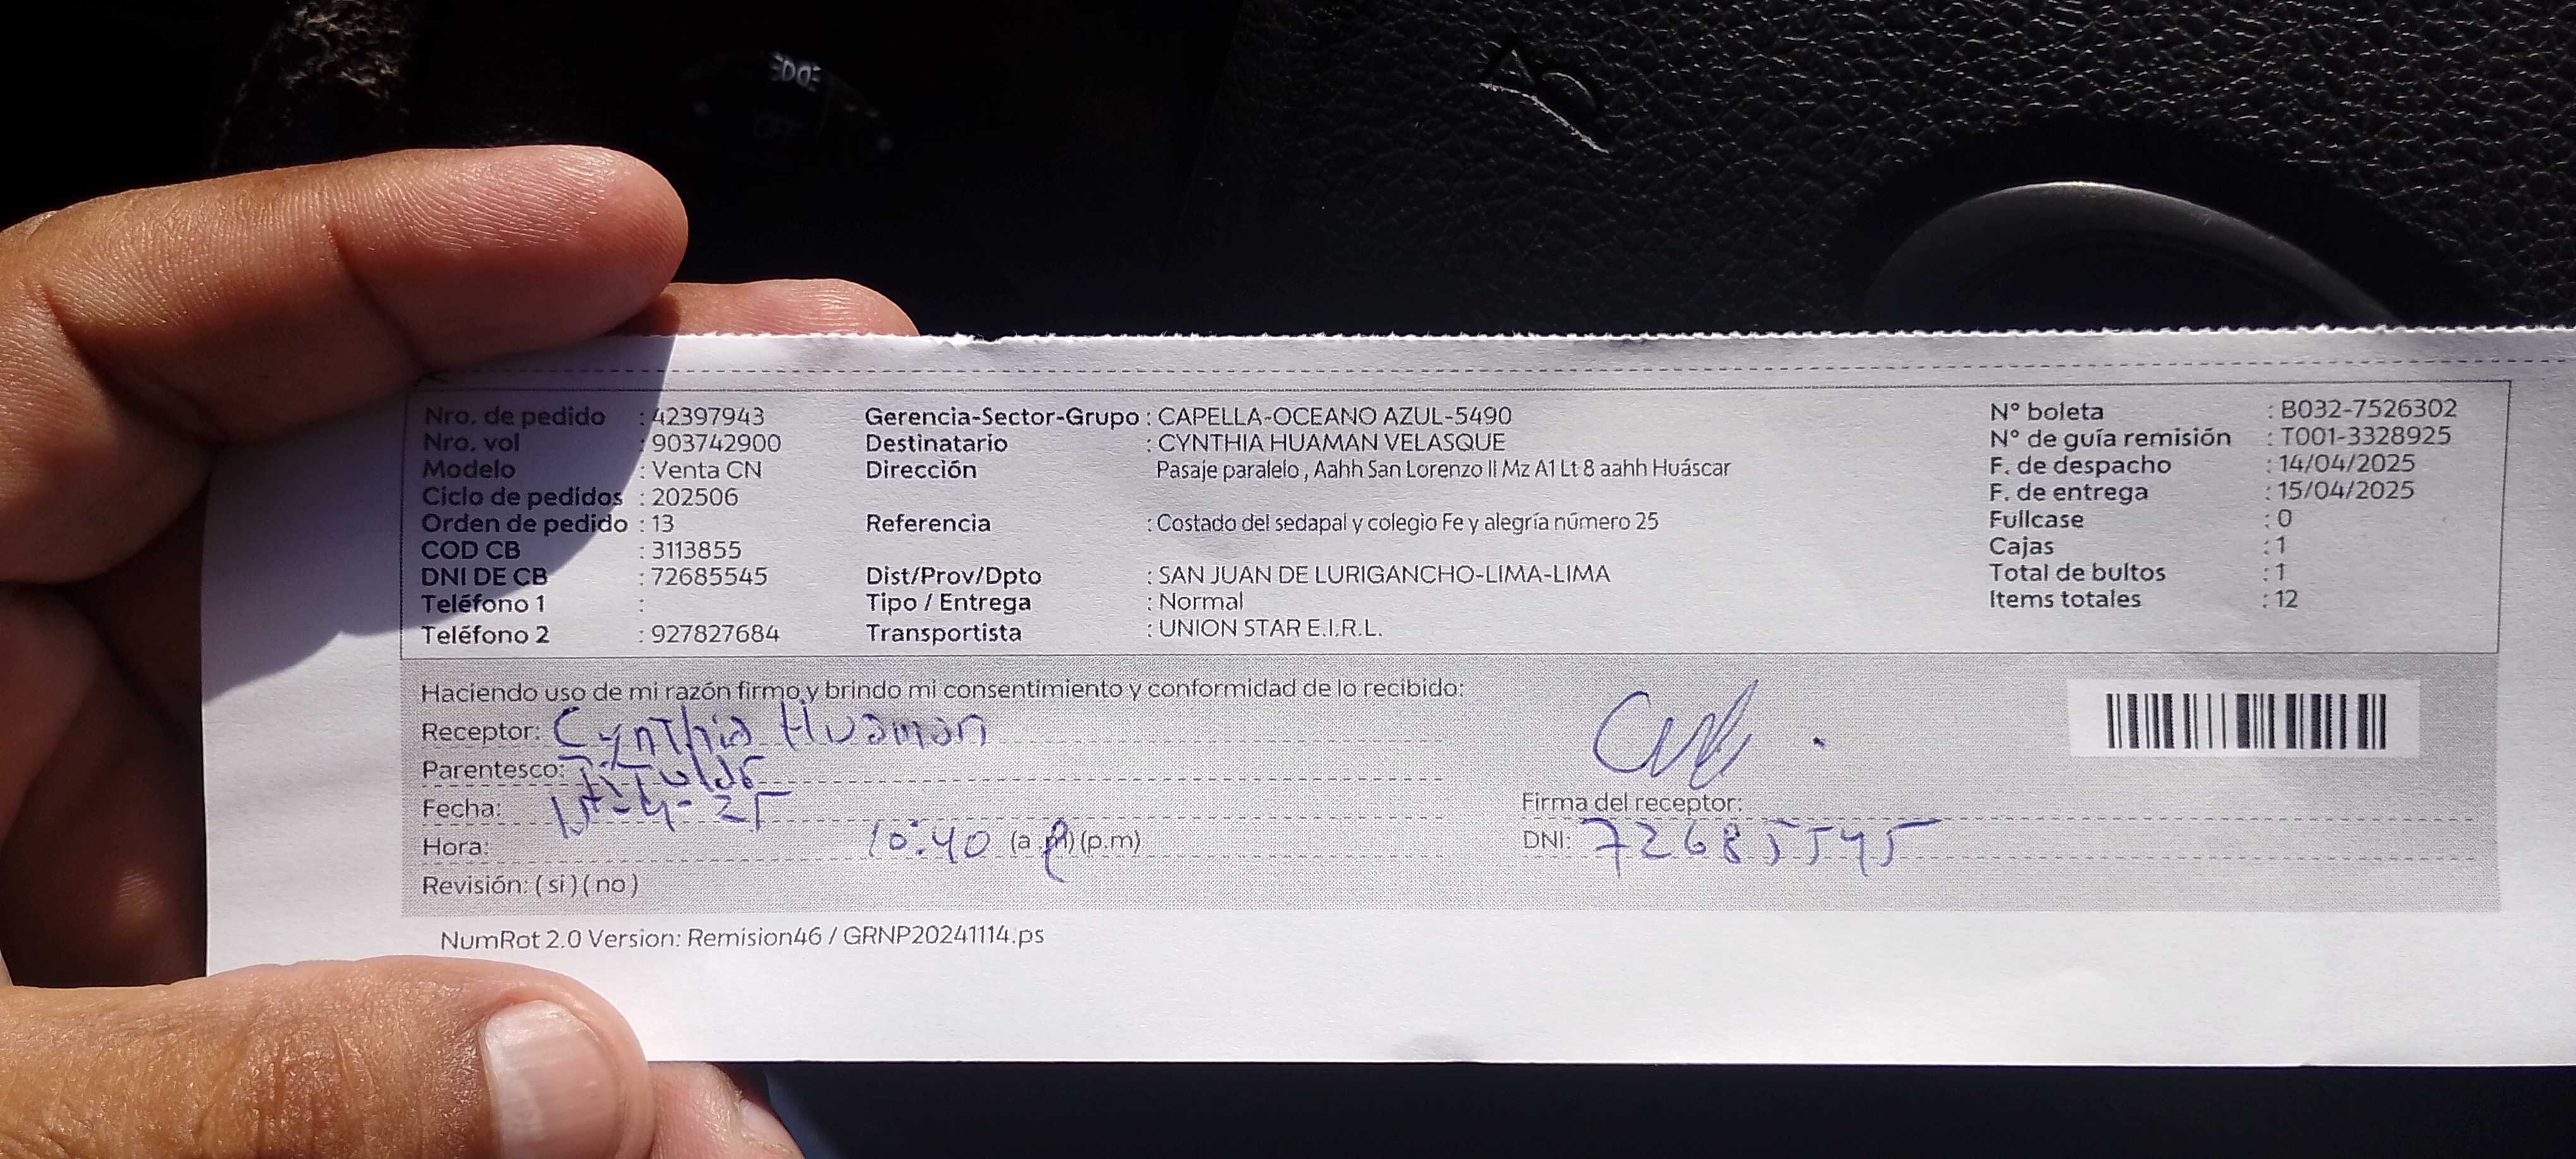 Nro. de pedido : 42397943 Gerencia-Sector-Grupo : CAPELLA-OCEANO AZUL-5490 N° boleta : B032-7526302
Nro. vol : 903742900 Destinatario : CYNTHIA HUAMAN VELASQUE N° de guía remisión : T001-3328925
Modelo : Venta CN Dirección Pasaje paralelo , Aahh San Lorenzo II Mz A1 Lt 8 aahh Huáscar F. de despacho : 14/04/2025
Ciclo de pedidos : 202506 F. de entrega : 15/04/2025
Orden de pedido : 13 Referencia : Costado del sedapal y colegio Fe y alegría número 25 Fullcase : 0
COD CB : 3113855 Cajas : 1
DNI DE CB : 72685545 Dist/Prov/Dpto : SAN JUAN DE LURIGANCHO-LIMA-LIMA Total de bultos : 1
Teléfono 1 : Tipo / Entrega : Normal Items totales : 12
Teléfono 2 : 927827684 Transportista : UNION STAR E.I.R.L.
Haciendo uso de mi razón firmo y brindo mi consentimiento y conformidad de lo recibido:
Receptor: Cynthia Huaman
Parentesco:
Fecha: 15-4-25 Firma del receptor:
Hora: 10:40 (a.m) (p.m) DNI: 72685545
Revisión: ( si ) ( no )
NumRot 2.0 Version: Remision46 / GRNP20241114.ps